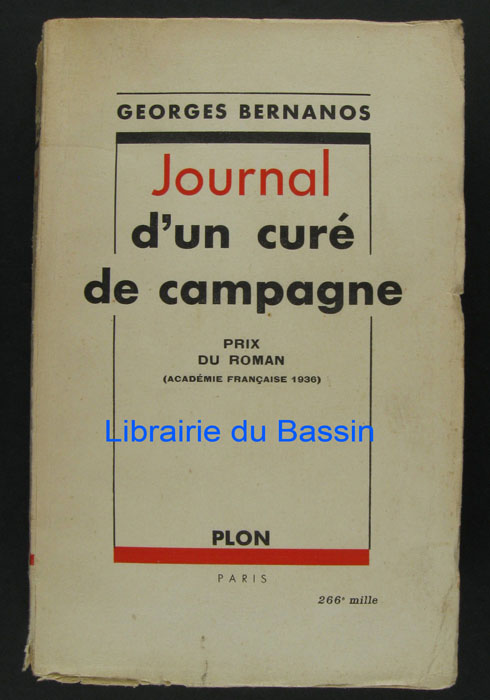 GEORGES BERNANOS
Journal
d'un curé
de campagne
PRIX
DU ROMAN
(ACADÉMIE FRANÇAISE 1936)
Librairie du Bassin
PLON
PARIS
266e mille